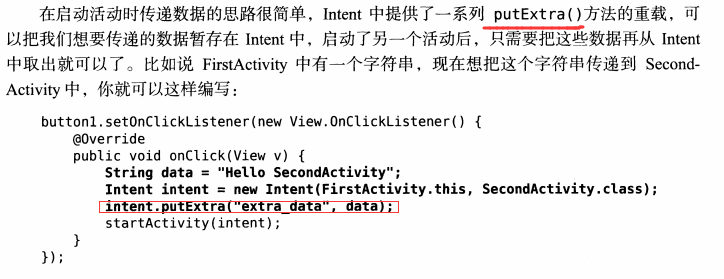 在启动活动时传递数据的思路很简单，Intent 中提供了一系列 putExtra()方法的重载，可
以把我们想要传递的数据暂存在 Intent 中，启动了另一个活动后，只需要把这些数据再从 Intent
中取出就可以了。比如说 FirstActivity 中有一个字符串，现在想把这个字符串传递到 Second-
Activity 中，你就可以这样编写：
button1.setOnClickListener(new View.OnClickListener() {
    @Override
    public void onClick(View v) {
        String data = "Hello SecondActivity";
        Intent intent = new Intent(FirstActivity.this, SecondActivity.class);
        intent.putExtra("extra_data", data);
        startActivity(intent);
    }
});